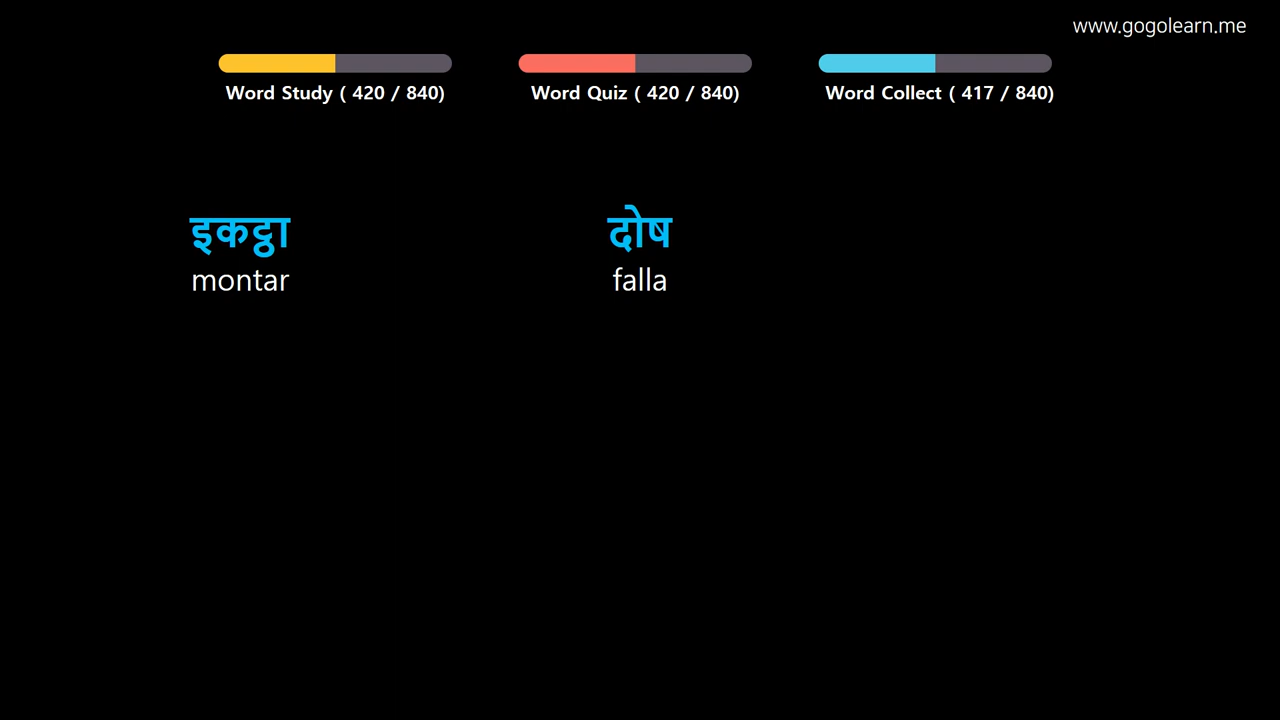 www.gogolearn.me
Word Study ( 420 / 840)
Word Quiz ( 420 / 840)
Word Collect ( 417 / 840)
इकट्ठा
montar
दोष
falla